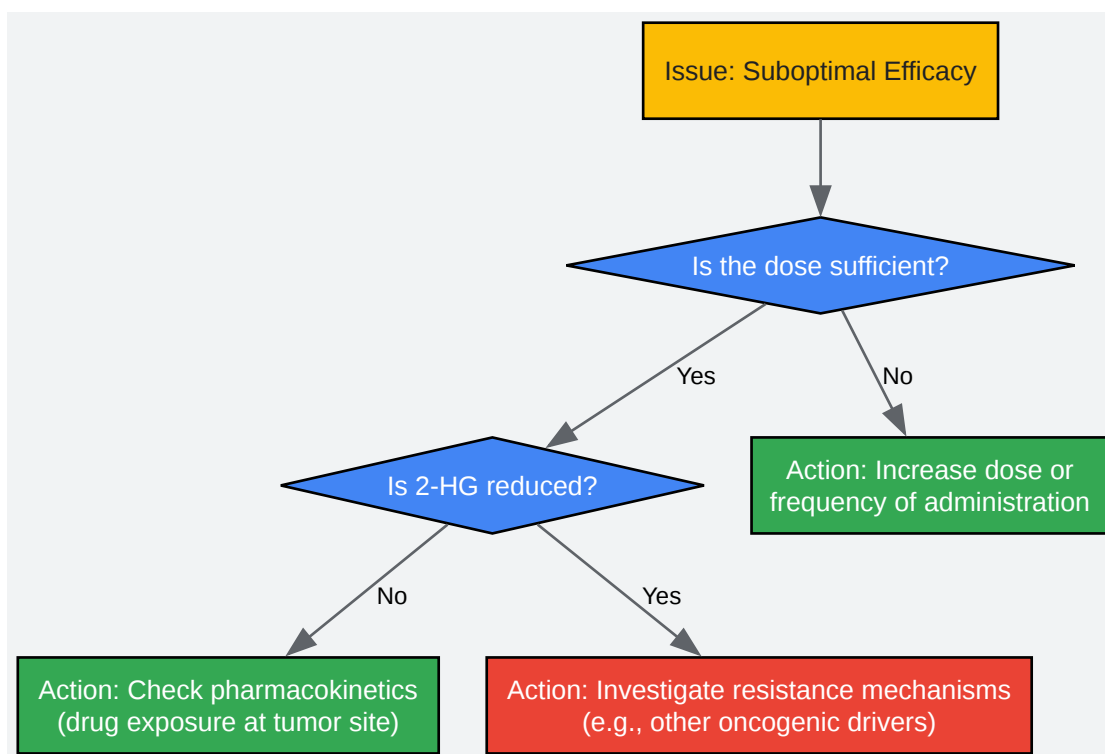 Issue: Suboptimal Efficacy
Is the dose sufficient?
Yes
No
Is 2-HG reduced?
Action: Increase dose or
frequency of administration
No
Yes
Action: Check pharmacokinetics
(drug exposure at tumor site)
Action: Investigate resistance mechanisms
(e.g., other oncogenic drivers)